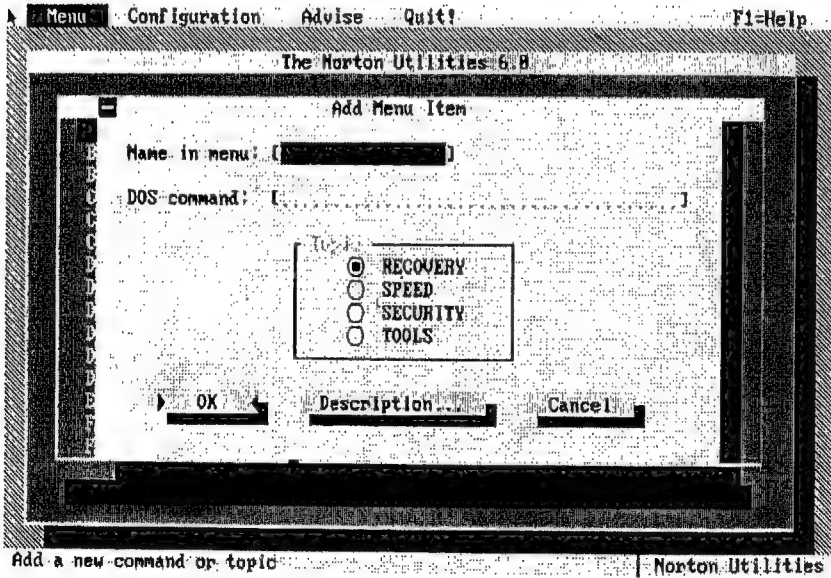 Menu Configuration Advise Quit! F1=Help
The Norton Utilities 6.0
Add Menu Item
Name in menu: [ ]
DOS command: [ ]
Topic
RECOVERY
SPEED
SECURITY
TOOLS
OK Description... Cancel
Add a new command or topic Norton Utilities